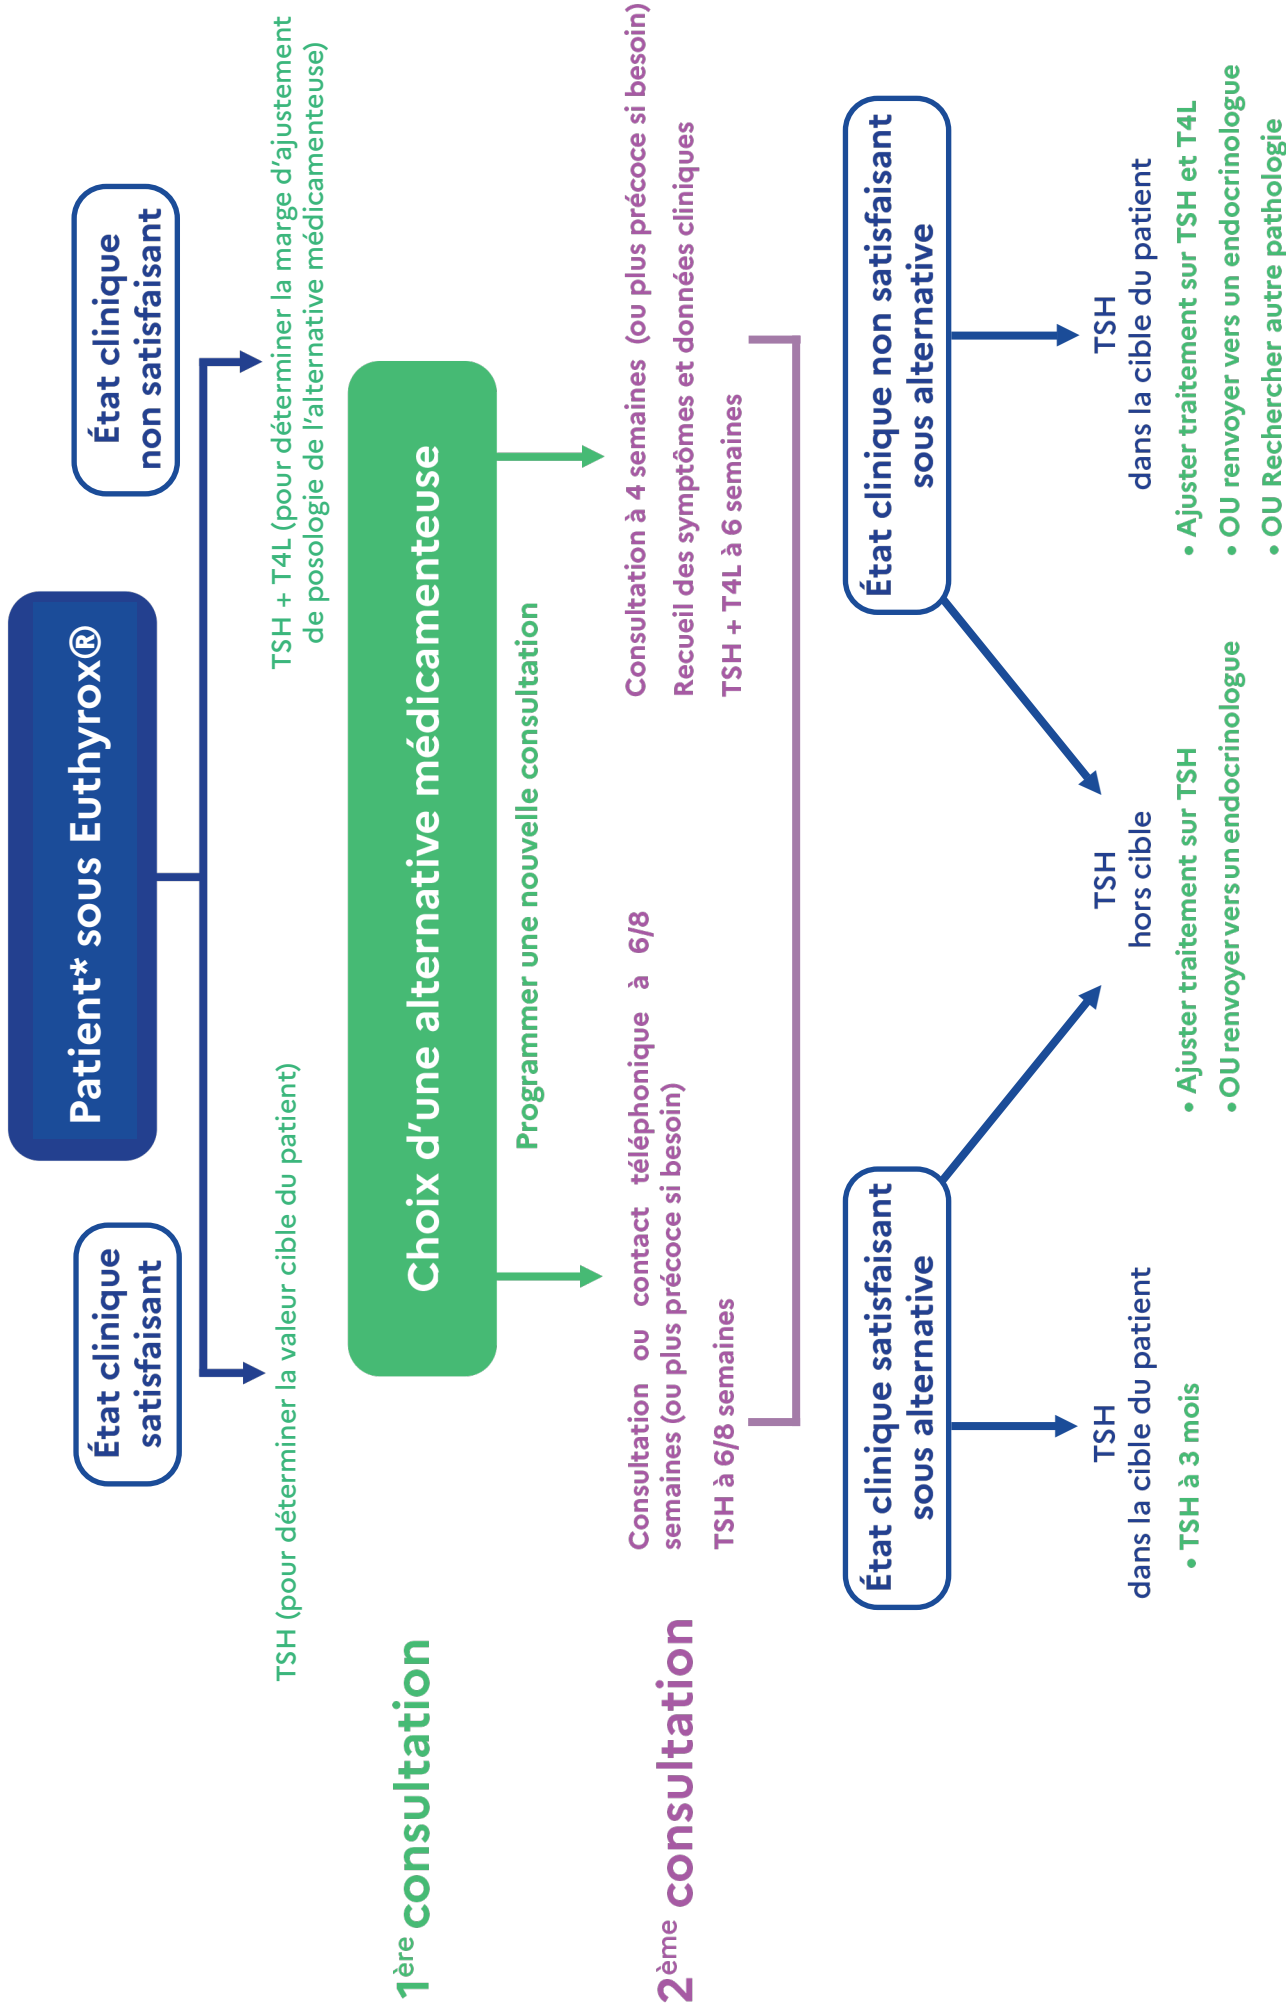 Patient* sous Euthyrox®
État clinique
satisfaisant
État clinique
non satisfaisant
TSH (pour déterminer la valeur cible du patient)
TSH + T4L (pour déterminer la marge d'ajustement
de posologie de l'alternative médicamenteuse)
1ère consultation
Choix d'une alternative médicamenteuse
Programmer une nouvelle consultation
2ème consultation
Consultation ou contact téléphonique à 6/8
semaines (ou plus précoce si besoin)
TSH à 6/8 semaines
Consultation à 4 semaines (ou plus précoce si besoin)
Recueil des symptômes et données cliniques
TSH + T4L à 6 semaines
État clinique satisfaisant
sous alternative
État clinique non satisfaisant
sous alternative
TSH
dans la cible du patient
• TSH à 3 mois
TSH
hors cible
• Ajuster traitement sur TSH
• OU renvoyer vers un endocrinologue
TSH
dans la cible du patient
• Ajuster traitement sur TSH et T4L
• OU renvoyer vers un endocrinologue
• OU Rechercher autre pathologie